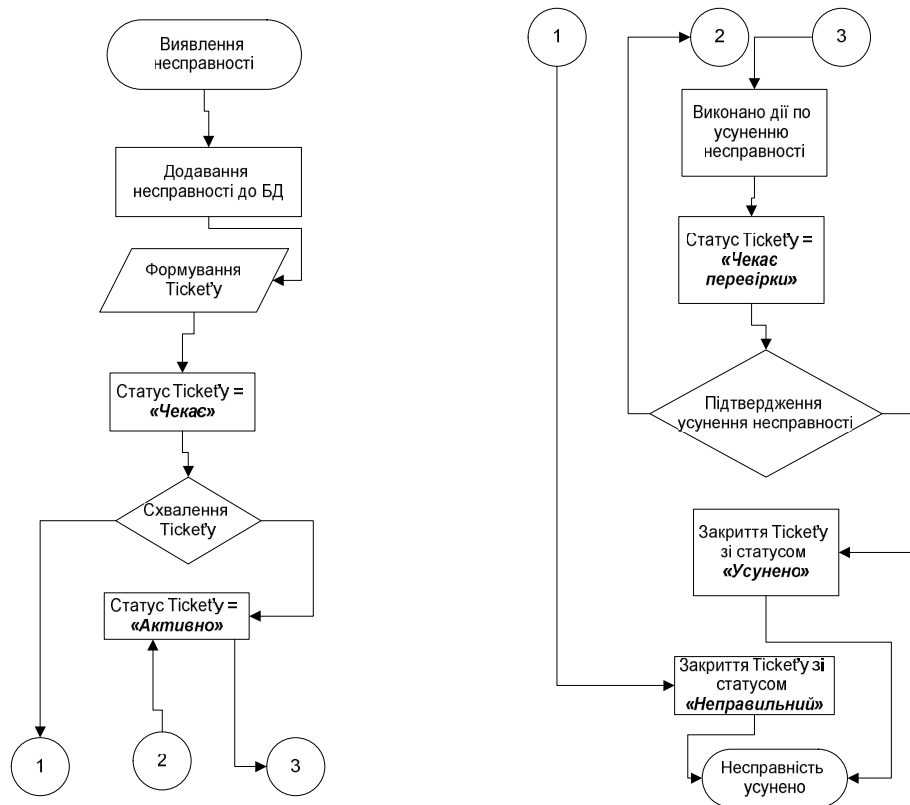 Виявлення
несправності
Додавання
несправності до БД
Формування
Ticket'у
Статус Ticket'у =
«Чекає»
Схвалення
Ticket'у
Статус Ticket'у =
«Активно»
1
2
3
1
2
3
Виконано дії по
усуненню
несправності
Статус Ticket'у =
«Чекає
перевірки»
Підтвердження
усунення несправності
Закриття Ticket'у
зі статусом
«Усунено»
Закриття Ticket'у зі
статусом
«Неправильний»
Несправність
усунено